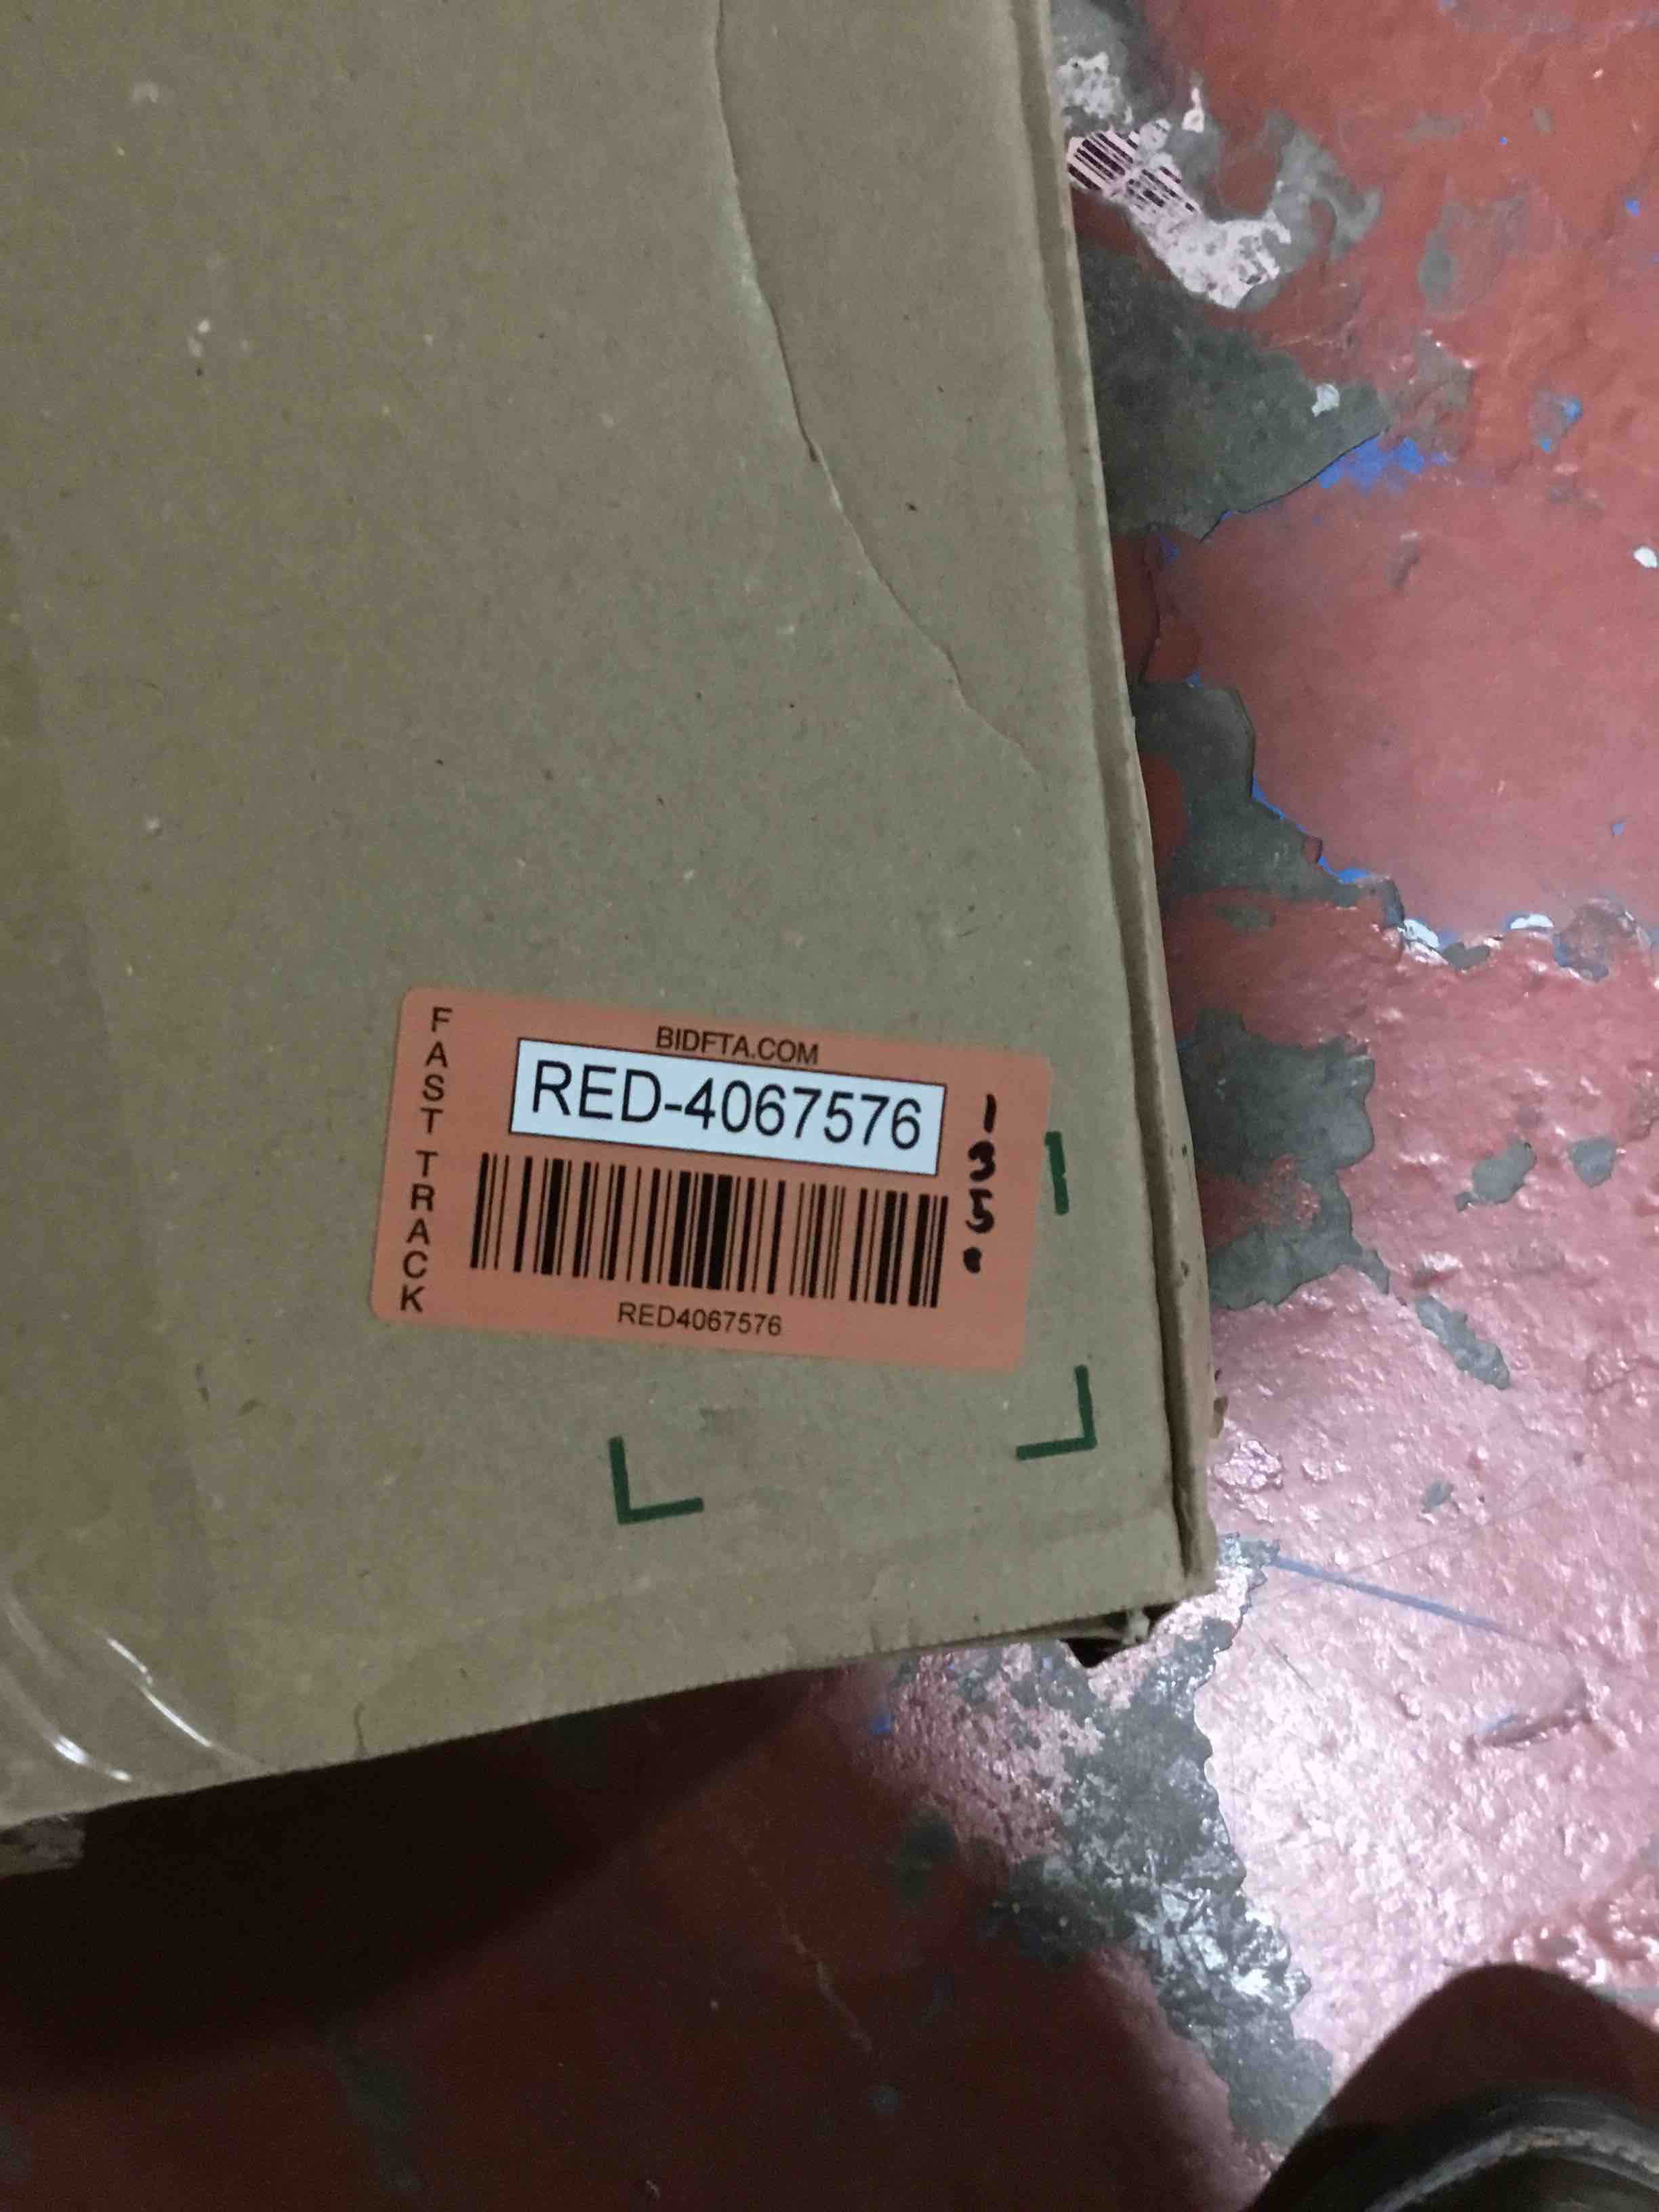 FAST TRACK
BIDFTA.COM
RED-4067576
RED4067576
135.